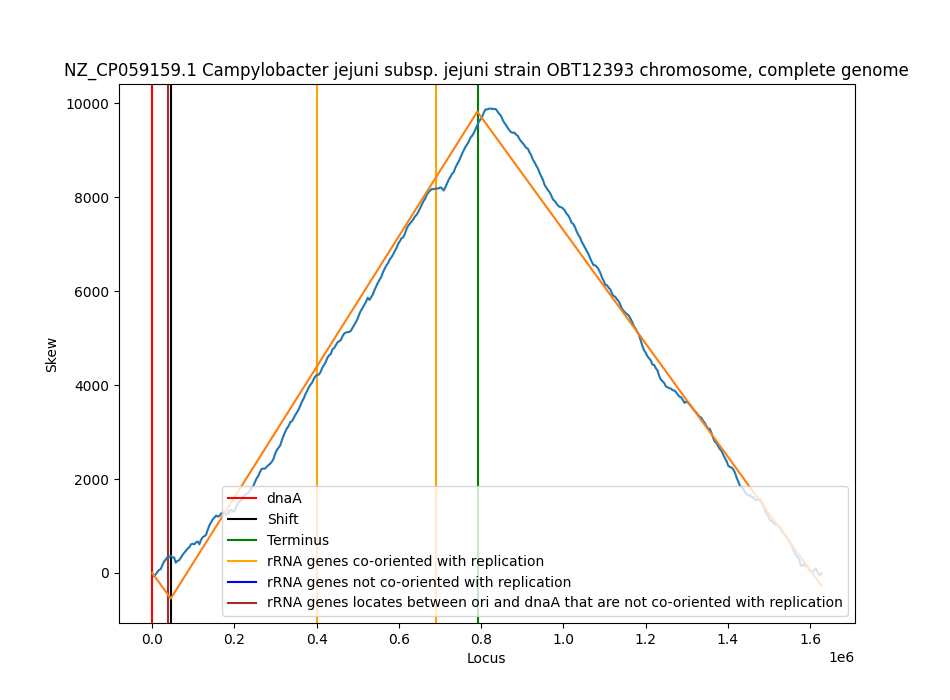 NZ_CP059159.1 Campylobacter jejuni subsp. jejuni strain OBT12393 chromosome, complete genome
10000
8000
6000
4000
2000
0
Skew
dnaA
Shift
Terminus
rRNA genes co-oriented with replication
rRNA genes not co-oriented with replication
rRNA genes locates between ori and dnaA that are not co-oriented with replication
0.0 0.2 0.4 0.6 0.8 1.0 1.2 1.4 1.6
Locus
1e6